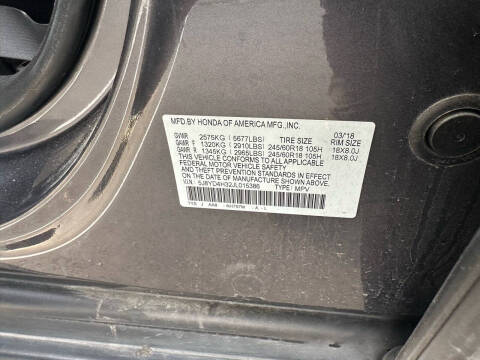 MFD.BY HONDA OF AMERICA MFG.,INC. 03/18
GVWR 2575KG( 5677LBS) TIRE SIZE RIM SIZE
GAWR F 1320KG( 2910LBS) 245/60R18 105H 18X8.0J
GAWR R 1345KG( 2965LBS) 245/60R18 105H 18X8.0J
THIS VEHICLE CONFORMS TO ALL APPLICABLE
FEDERAL MOTOR VEHICLE SAFETY
AND THEFT PREVENTION STANDARDS IN EFFECT ON THE
DATE OF MANUFACTURE SHOWN ABOVE.
V.I.N.: 5J8YD4H32JL015386 TYPE: MPV